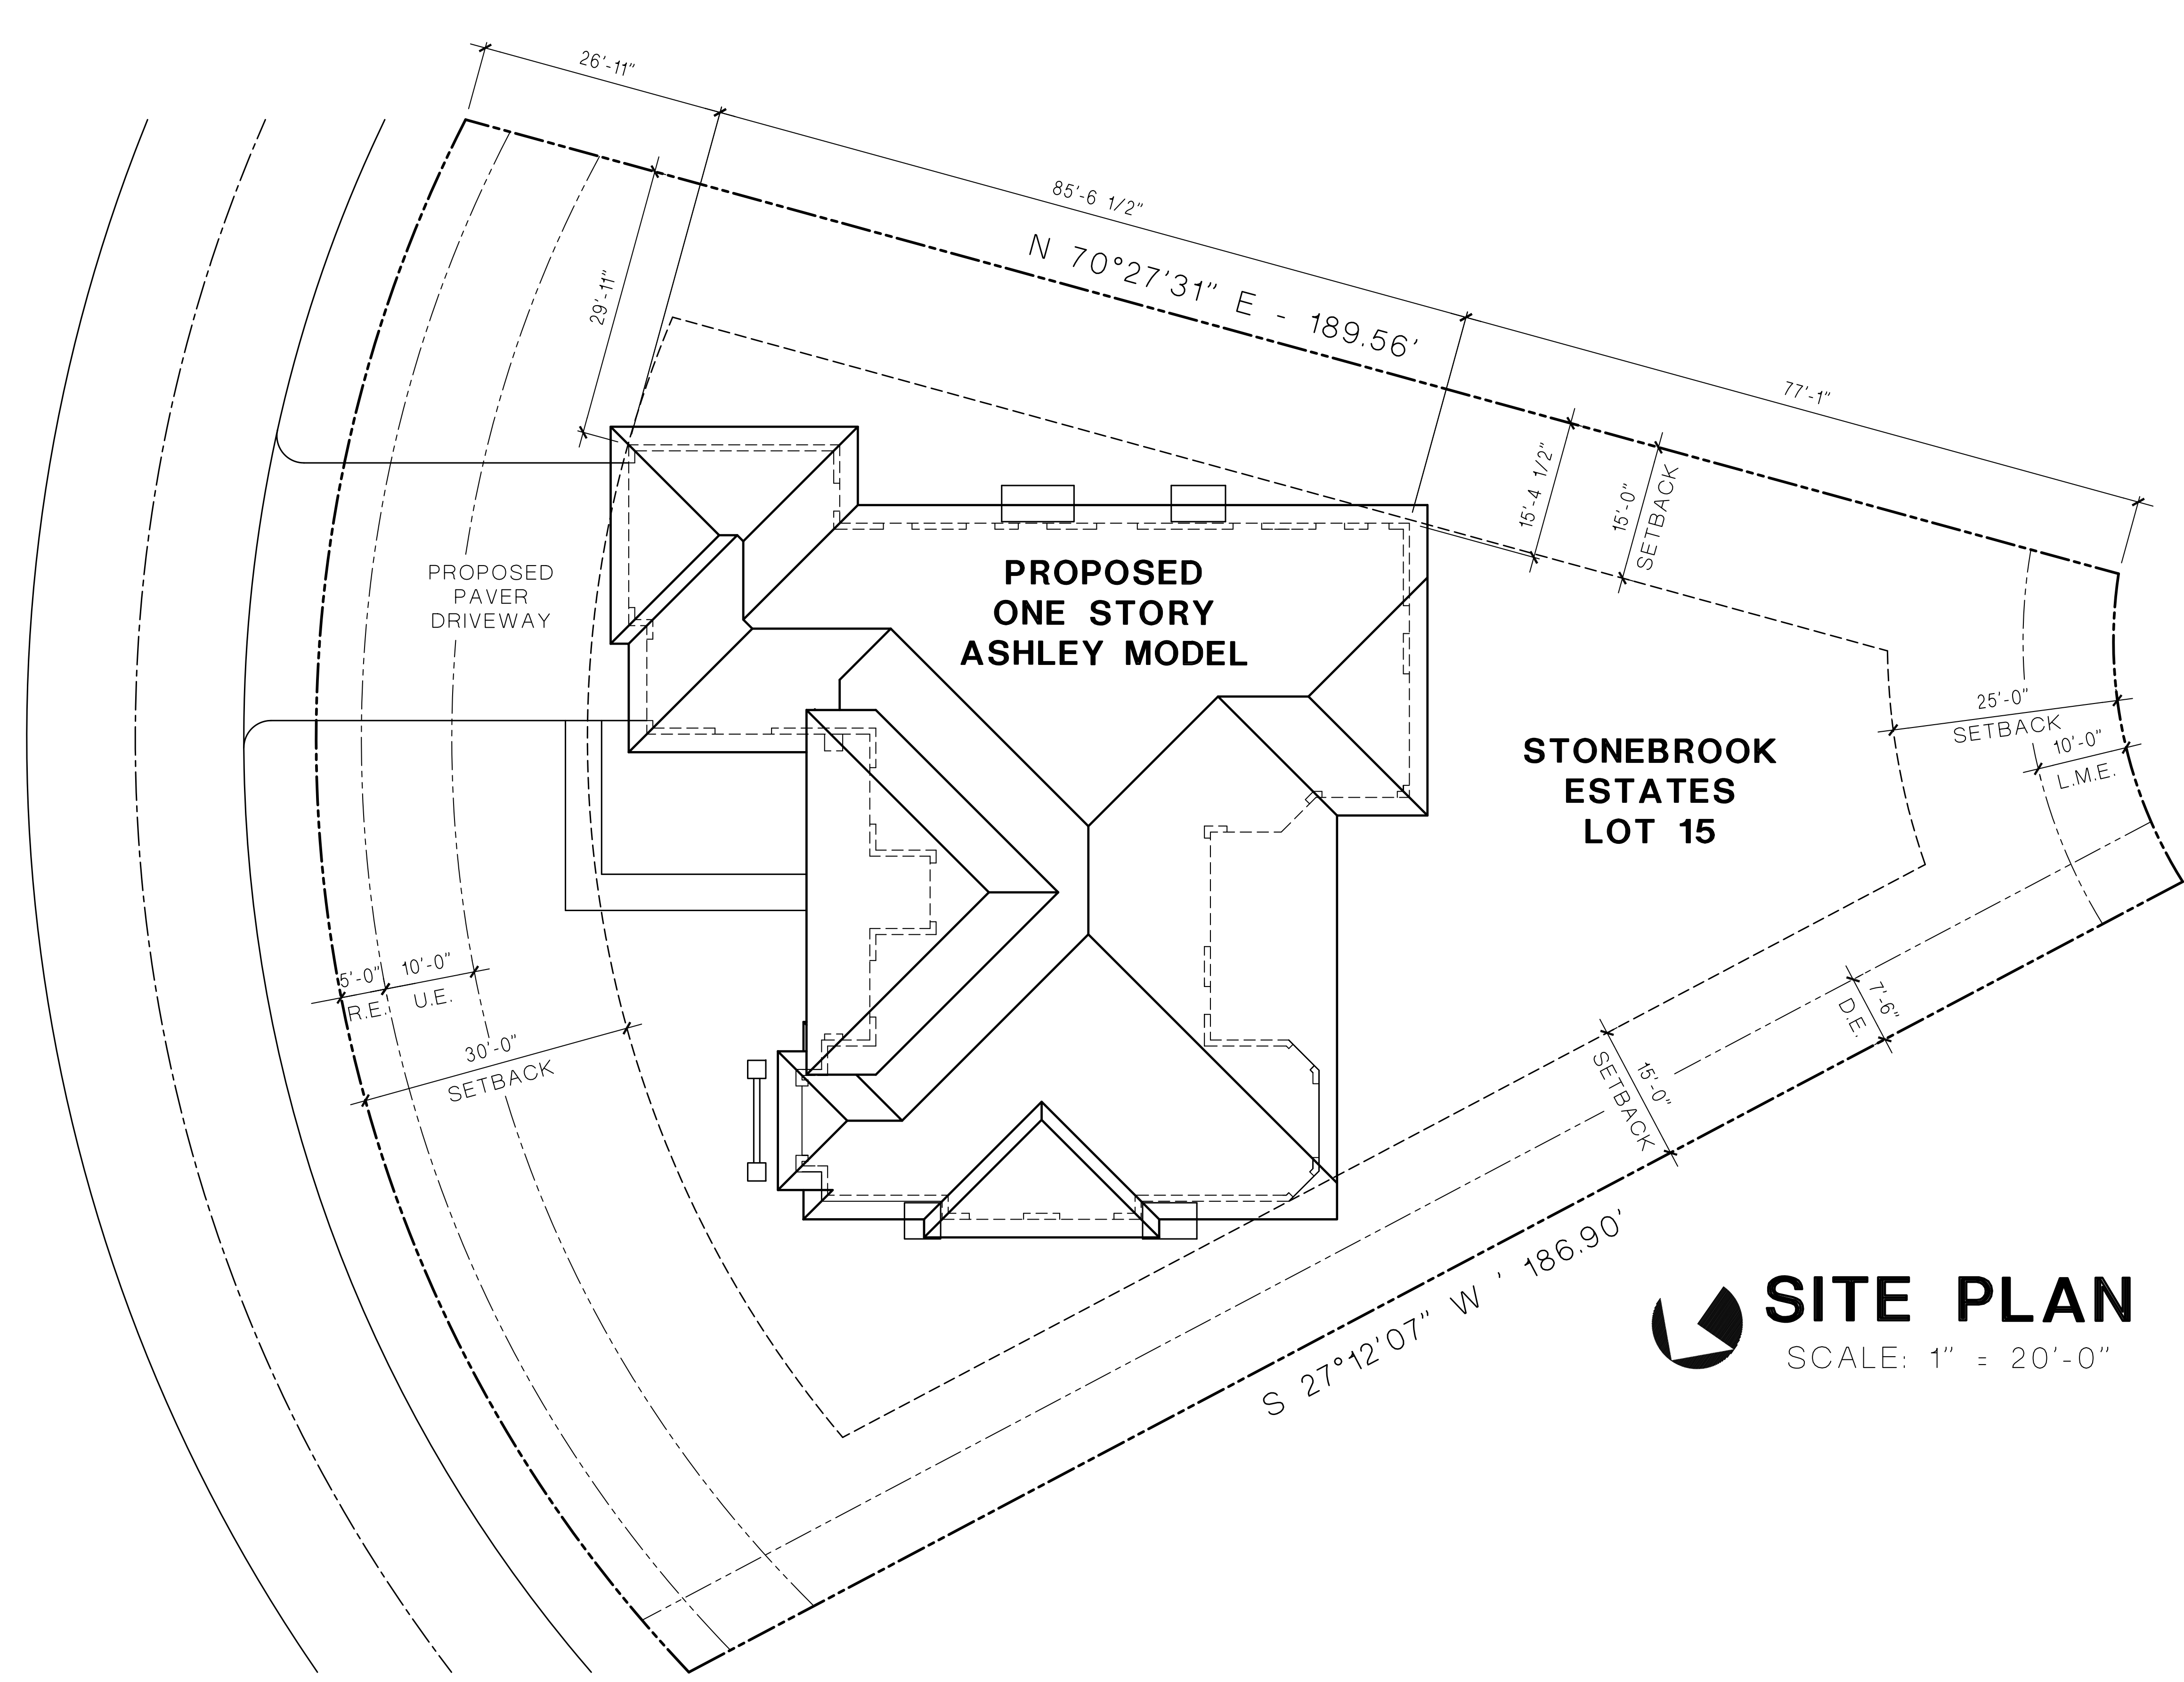 26'-11"
85'-6 1/2"
N 70°27'31" E - 189.56'
77'-1"
29'-11"
15'-4 1/2"
15'-0"
SETBACK
PROPOSED
PAVER
DRIVEWAY
PROPOSED
ONE STORY
ASHLEY MODEL
STONEBROOK
ESTATES
LOT 15
25'-0"
SETBACK
10'-0"
L.M.E.
5'-0" 10'-0"
R.E. U.E.
30'-0"
SETBACK
7'-6"
D.E.
15'-0"
SETBACK
S 27°12'07" W ' 186.90'
SITE PLAN
SCALE: 1" = 20'-0"